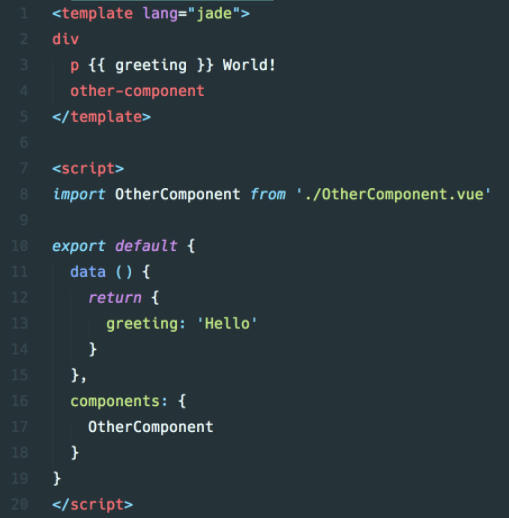 1 <template lang="jade">
2 div
3   p {{ greeting }} World!
4   other-component
5 </template>
6
7 <script>
8 import OtherComponent from './OtherComponent.vue'
9
10 export default {
11   data () {
12     return {
13       greeting: 'Hello'
14     }
15   },
16   components: {
17     OtherComponent
18   }
19 }
20 </script>